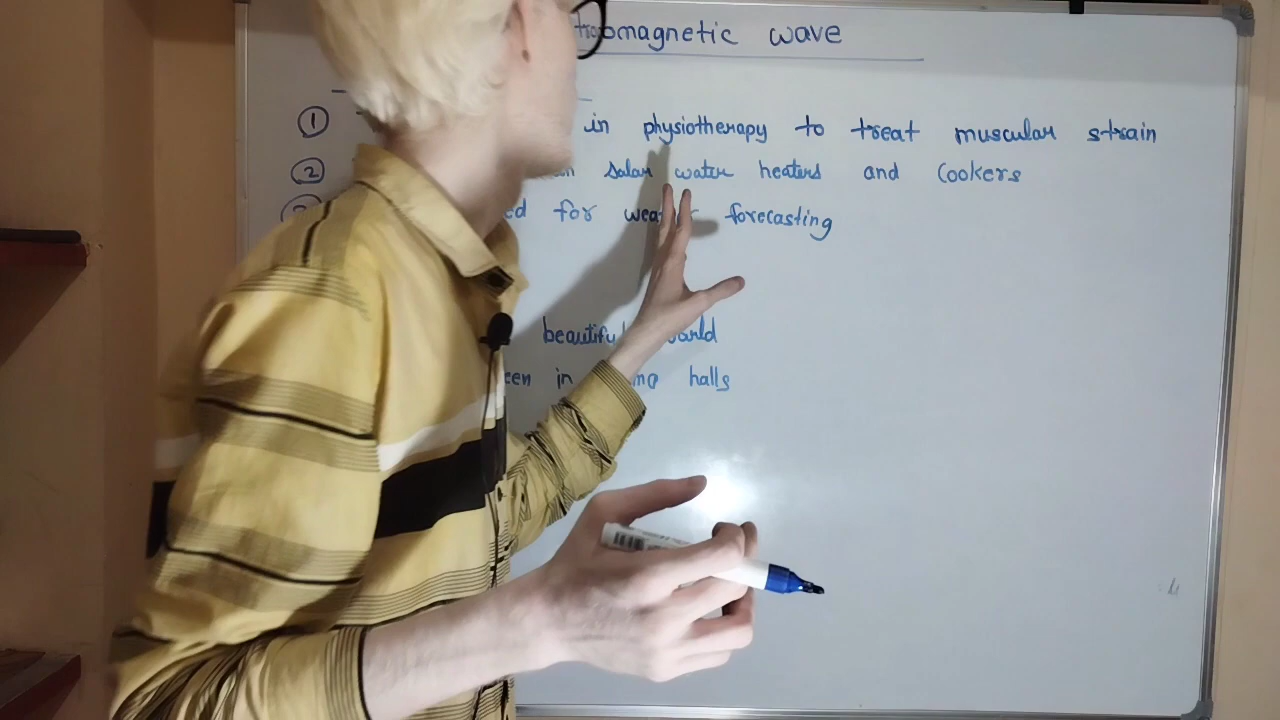 tromagnetic wave
① in physiotherapy to treat muscular strain
② solar water heaters and Cookers
③ for forecasting
beautiful world
in halls